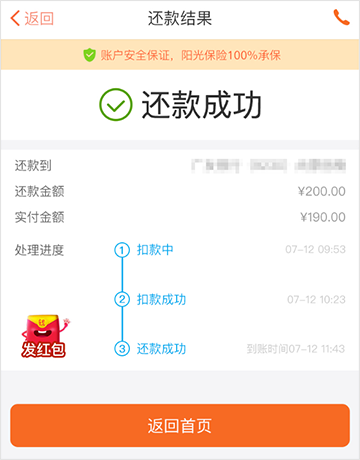 返回
还款结果
账户安全保证，阳光保险100%承保
还款成功
还款到
还款金额 ¥200.00
实付金额 ¥190.00
处理进度 1 扣款中 07-12 09:53
2 扣款成功 07-12 10:23
发红包
3 还款成功 到账时间07-12 11:43
返回首页